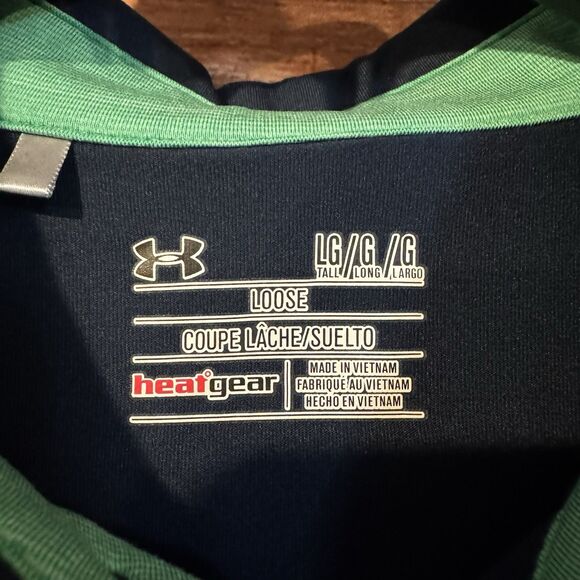 LG/G/G
TALL LONG LARGO
LOOSE
COUPE LÂCHE/SUELTO
heatgear
MADE IN VIETNAM
FABRIQUÉ AU VIETNAM
HECHO EN VIETNAM